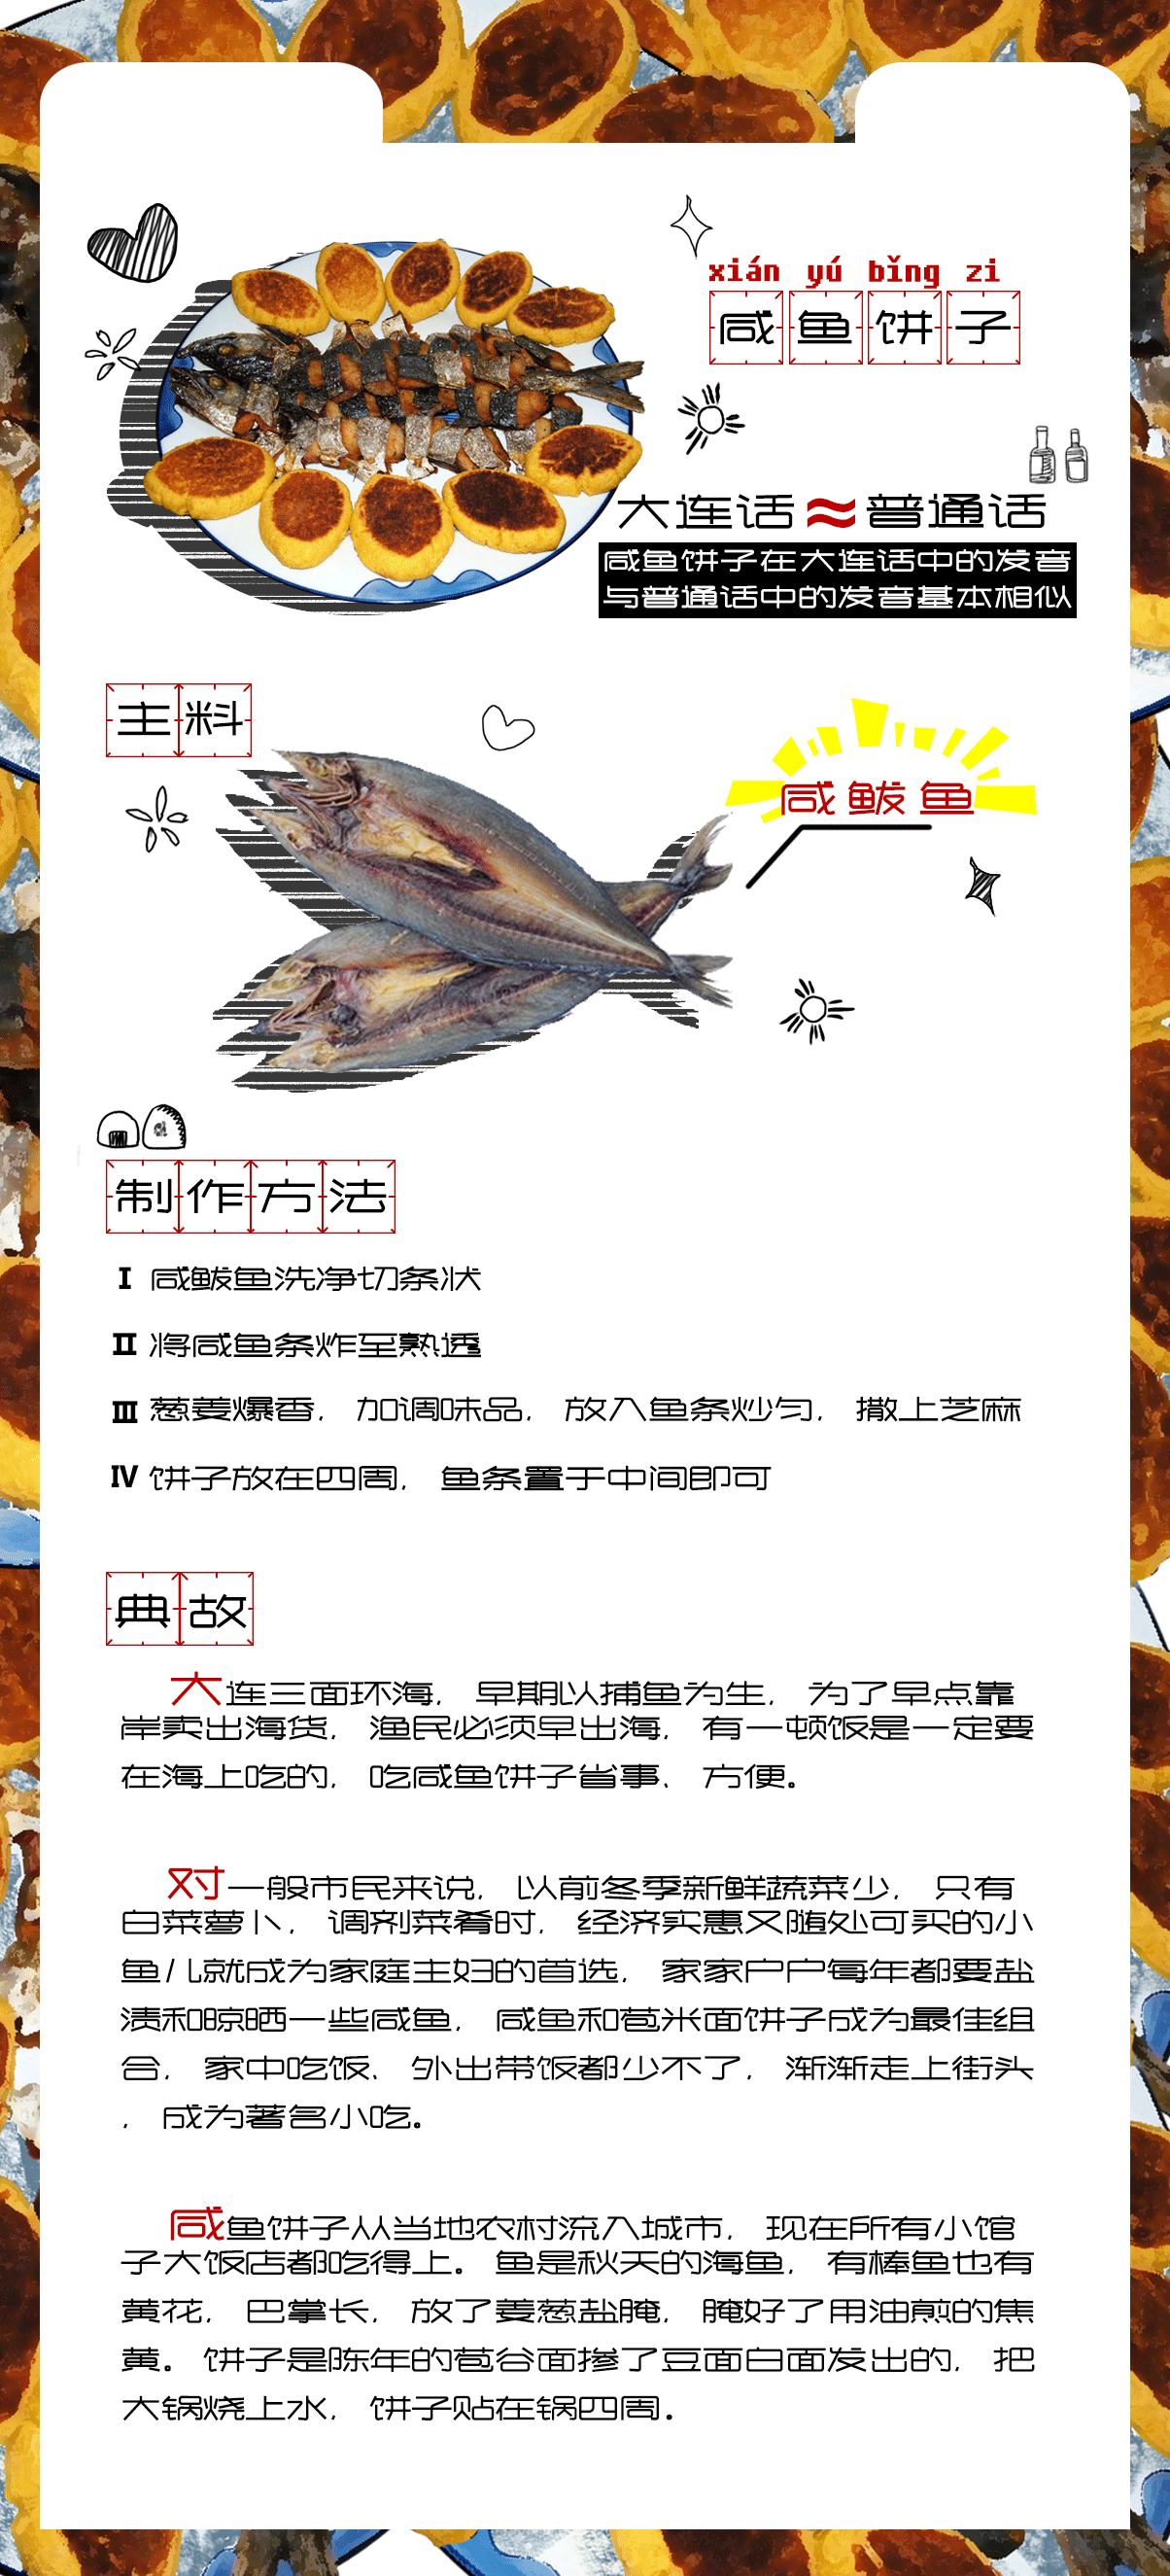 xián yú bǐng zi
咸鱼饼子
大连话≈普通话
咸鱼饼子在大连话中的发音
与普通话中的发音基本相似
主料
咸鲅鱼
制作方法
Ⅰ 咸鲅鱼洗净切条状
Ⅱ 将咸鱼条炸至熟透
Ⅲ 葱姜爆香，加调味品，放入鱼条炒匀，撒上芝麻
Ⅳ 饼子放在四周，鱼条置于中间即可
典故
大连三面环海，早期以捕鱼为生，为了早点靠
岸卖出海货，渔民必须早出海，有一顿饭是一定要
在海上吃的，吃咸鱼饼子省事、方便。
对一般市民来说，以前冬季新鲜蔬菜少，只有
白菜萝卜，调剂菜肴时，经济实惠又随处可买的小
鱼儿就成为家庭主妇的首选，家家户户每年都要盐
渍和晾晒一些咸鱼，咸鱼和苞米面饼子成为最佳组
合，家中吃饭、外出带饭都少不了，渐渐走上街头
，成为著名小吃。
咸鱼饼子从当地农村流入城市，现在所有小馆
子大饭店都吃得上。鱼是秋天的海鱼，有棒鱼也有
黄花，巴掌长，放了姜葱盐腌，腌好了用油煎的焦
黄。饼子是陈年的苞谷面掺了豆面白面发出的，把
大锅烧上水，饼子贴在锅四周.